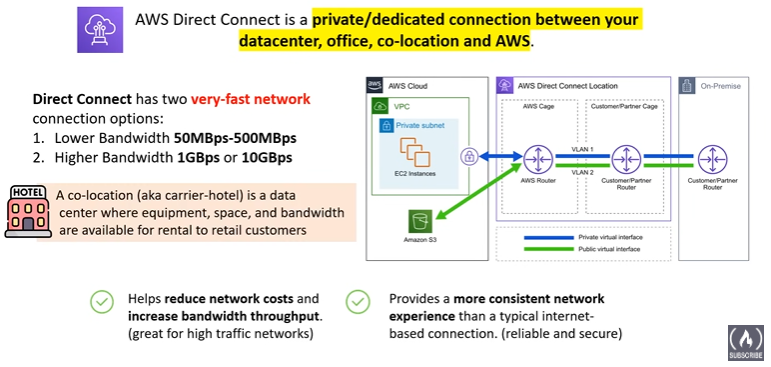 AWS Direct Connect is a private/dedicated connection between your
datacenter, office, co-location and AWS.
Direct Connect has two very-fast network
connection options:
1. Lower Bandwidth 50MBps-500MBps
2. Higher Bandwidth 1GBps or 10GBps
HOTEL
A co-location (aka carrier-hotel) is a data
center where equipment, space, and bandwidth
are available for rental to retail customers
aws
AWS Cloud
VPC
Private subnet
EC2 Instances
Amazon S3
AWS Direct Connect Location
AWS Cage
Customer/Partner Cage
VLAN 1
VLAN 2
AWS Router
Customer/Partner
Router
On-Premise
Customer/Partner
Router
Private virtual interface
Public virtual interface
Helps reduce network costs and
increase bandwidth throughput.
(great for high traffic networks)
Provides a more consistent network
experience than a typical internet-
based connection. (reliable and secure)
SUBSCRIBE